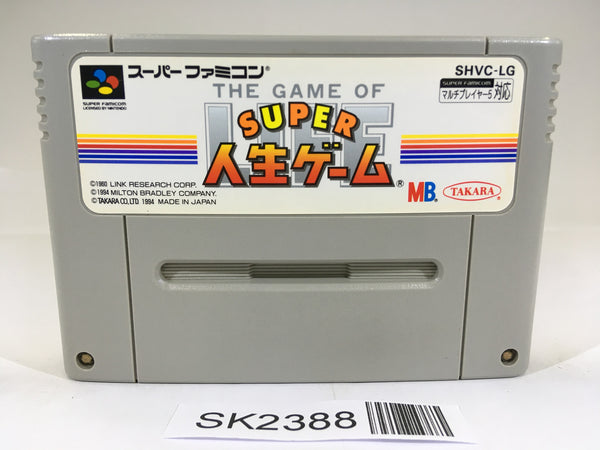 スーパーファミコン®
SUPER FAMICOM
LICENSED BY NINTENDO
SHVC-LG
SUPER FAMICOM
マルチプレイヤー5 対応
THE GAME OF
LIFE
SUPER
人生ゲーム®
©1960 LINK RESEARCH CORP.
©1994 MILTON BRADLEY COMPANY.
©TAKARA CO.,LTD. 1994 MADE IN JAPAN
MB®
TAKARA®
SK2388